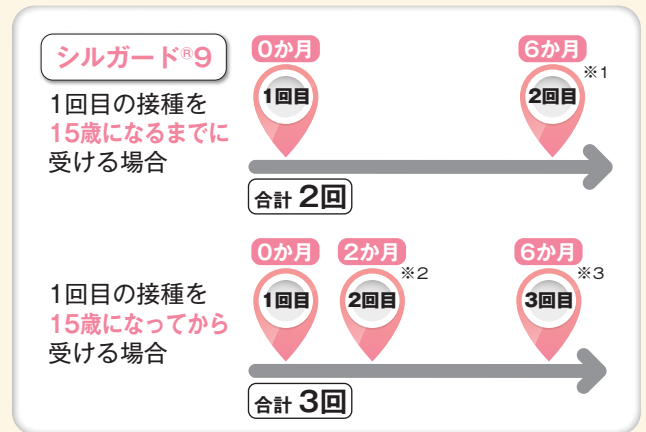 シルガード®9
1回目の接種を
15歳になるまでに
受ける場合
0か月
6か月
1回目
2回目
※1
合計 2回
1回目の接種を
15歳になってから
受ける場合
0か月
2か月
6か月
1回目
2回目
※2
3回目
※3
合計 3回